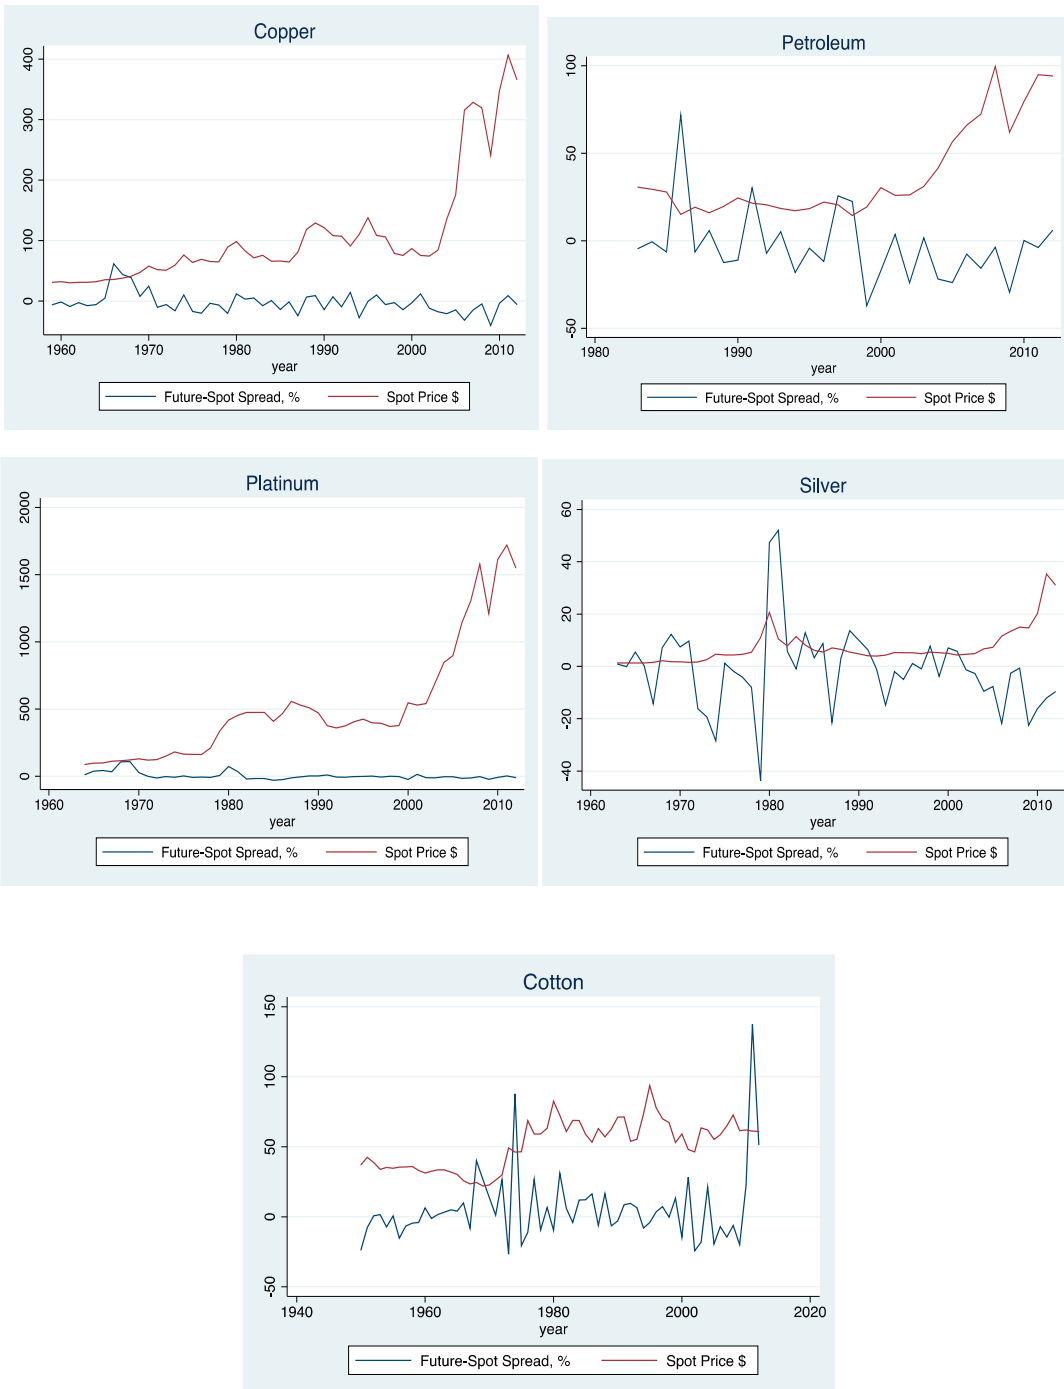 Copper
400
300
200
100
0
1960 1970 1980 1990 2000 2010
year
Future-Spot Spread, % Spot Price $
Petroleum
100
50
0
-50
1980 1990 2000 2010
year
Future-Spot Spread, % Spot Price $
Platinum
2000
1500
1000
500
0
1960 1970 1980 1990 2000 2010
year
Future-Spot Spread, % Spot Price $
Silver
60
40
20
0
-20
-40
1960 1970 1980 1990 2000 2010
year
Future-Spot Spread, % Spot Price $
Cotton
150
100
50
0
-50
1940 1960 1980 2000 2020
year
Future-Spot Spread, % Spot Price $